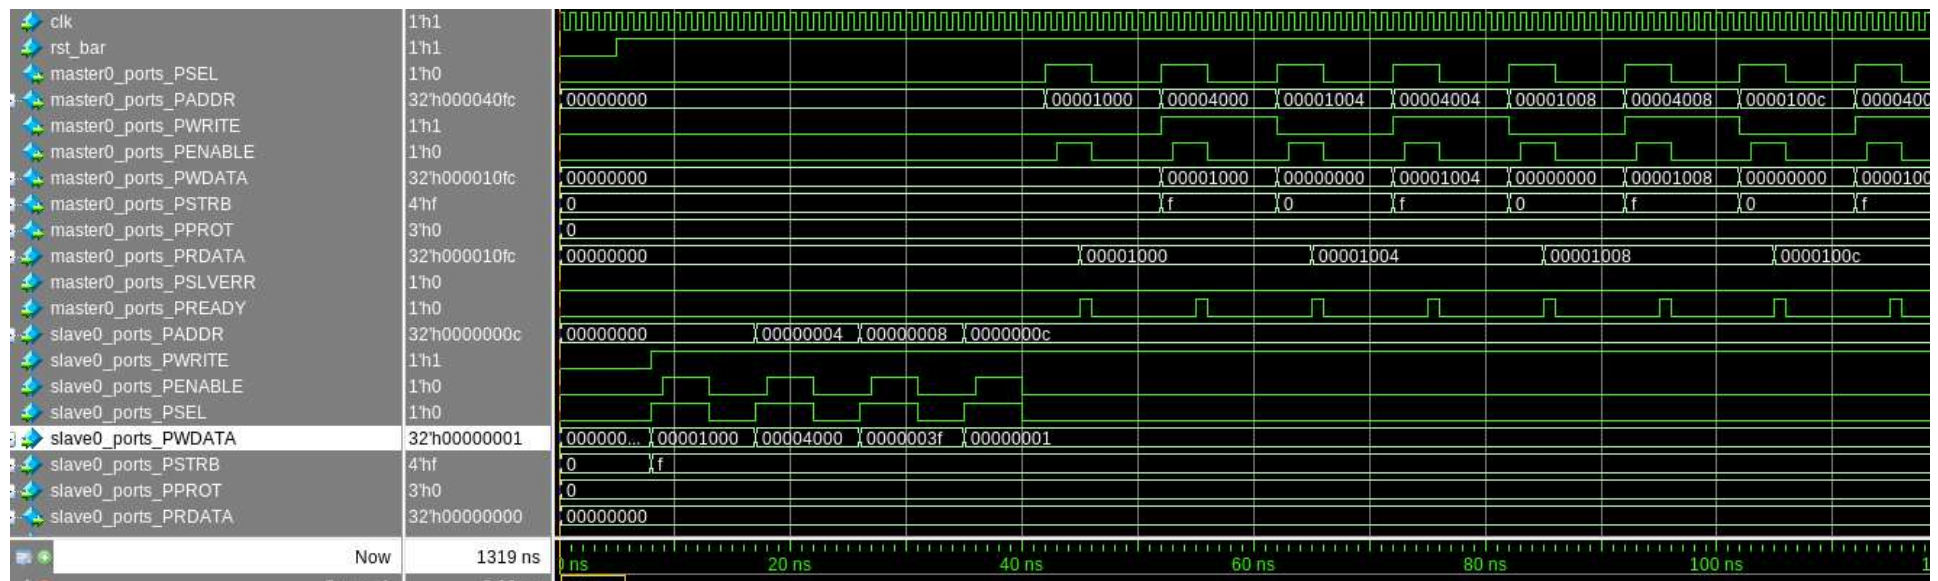 clk 1'h1
rst_bar 1'h1
master0_ports_PSEL 1'h0
master0_ports_PADDR 32'h000040fc 00000000 00001000 00004000 00001004 00004004 00001008 00004008 0000100c 0000400
master0_ports_PWRITE 1'h1
master0_ports_PENABLE 1'h0
master0_ports_PWDATA 32'h000010fc 00000000 00001000 00000000 00001004 00000000 00001008 00000000 0000100
master0_ports_PSTRB 4'hf 0 f 0 f 0 f 0 f
master0_ports_PPROT 3'h0 0
master0_ports_PRDATA 32'h000010fc 00000000 00001000 00001004 00001008 0000100c
master0_ports_PSLVERR 1'h0
master0_ports_PREADY 1'h0
slave0_ports_PADDR 32'h0000000c 00000000 00000004 00000008 0000000c
slave0_ports_PWRITE 1'h1
slave0_ports_PENABLE 1'h0
slave0_ports_PSEL 1'h0
slave0_ports_PWDATA 32'h00000001 000000... 00001000 00004000 0000003f 00000001
slave0_ports_PSTRB 4'hf 0 f
slave0_ports_PPROT 3'h0 0
slave0_ports_PRDATA 32'h00000000 00000000
Now 1319 ns
ns 20 ns 40 ns 60 ns 80 ns 100 ns 1